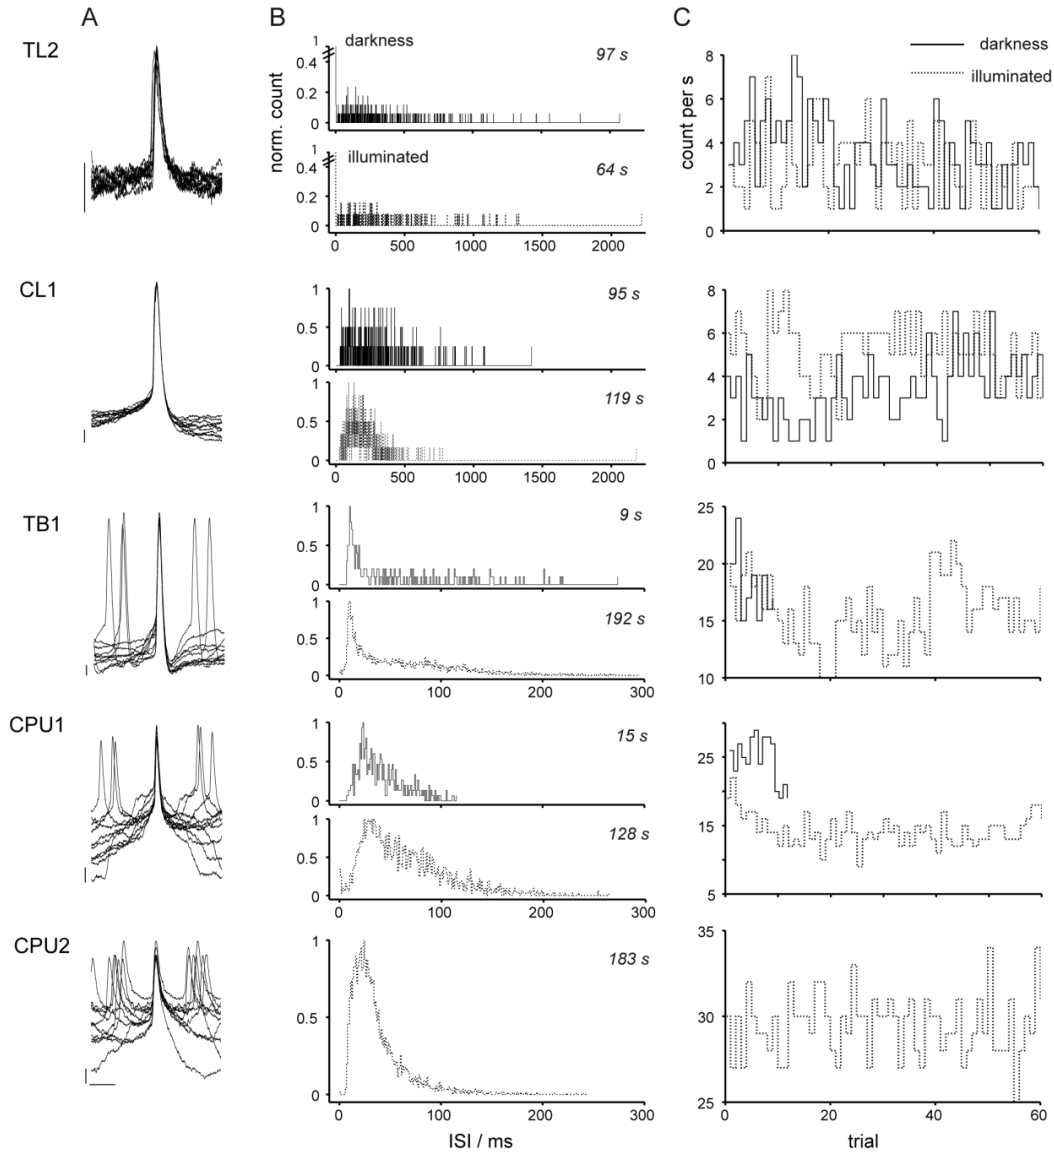 A B C
TL2
darkness
97 s
illuminated
64 s
norm. count
1
0.4
0.2
0
1
0.4
0.2
0
0 500 1000 1500 2000
count per s
darkness
illuminated
8
6
4
2
0
CL1
95 s
119 s
1
0.5
0
1
0.5
0
0 500 1000 1500 2000
8
6
4
2
0
TB1
9 s
192 s
1
0.5
0
1
0.5
0
0 100 200 300
25
20
15
10
CPU1
15 s
128 s
1
0.5
0
1
0.5
0
0 100 200 300
25
15
5
CPU2
183 s
1
0.5
0
0 100 200 300
ISI / ms
35
30
25
0 20 40 60
trial